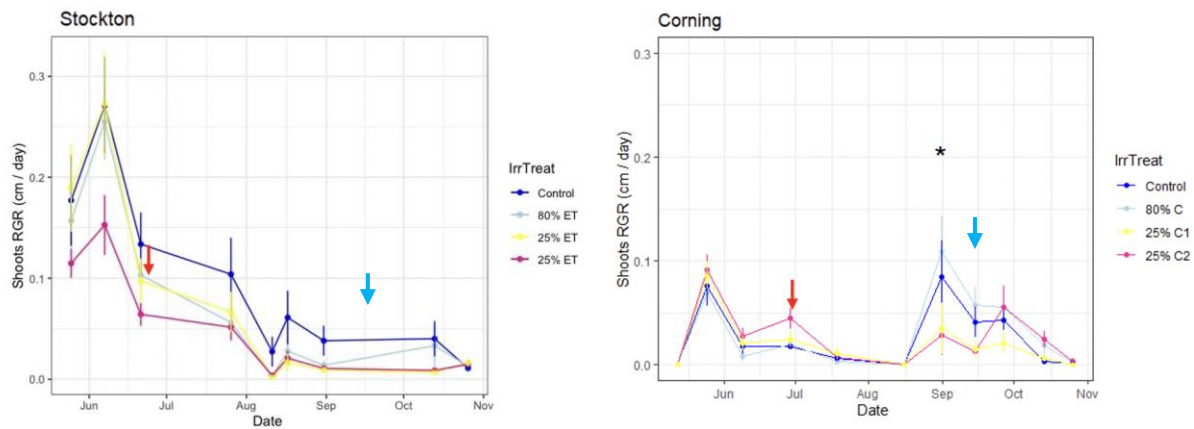 Stockton
Shoots RGR (cm / day)
0.3
0.2
0.1
0.0
Jun Jul Aug Sep Oct Nov
Date
IrrTreat
Control
80% ET
25% ET
25% ET
Corning
Shoots RGR (cm / day)
0.3
0.2
0.1
0.0
*
Jun Jul Aug Sep Oct Nov
Date
IrrTreat
Control
80% C
25% C1
25% C2